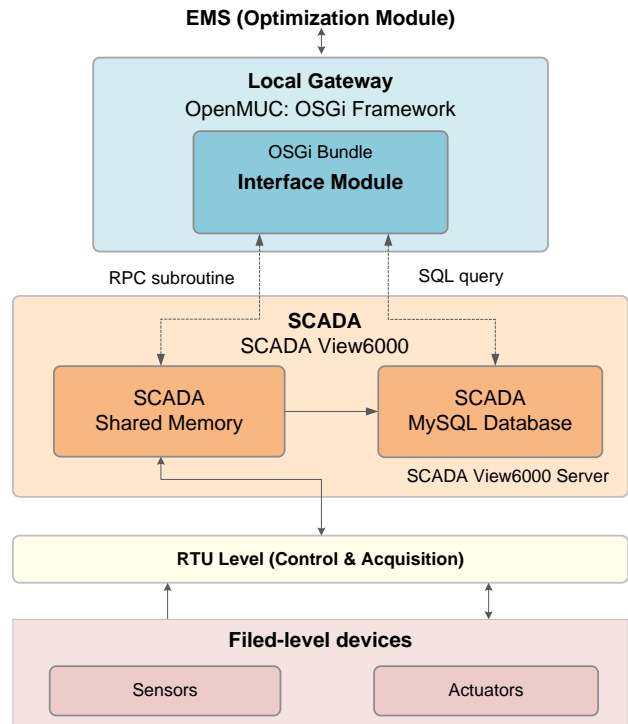 EMS (Optimization Module)
Local Gateway
OpenMUC: OSGi Framework
OSGi Bundle
Interface Module
RPC subroutine
SQL query
SCADA
SCADA View6000
SCADA
Shared Memory
SCADA
MySQL Database
SCADA View6000 Server
RTU Level (Control & Acquisition)
Filed-level devices
Sensors
Actuators